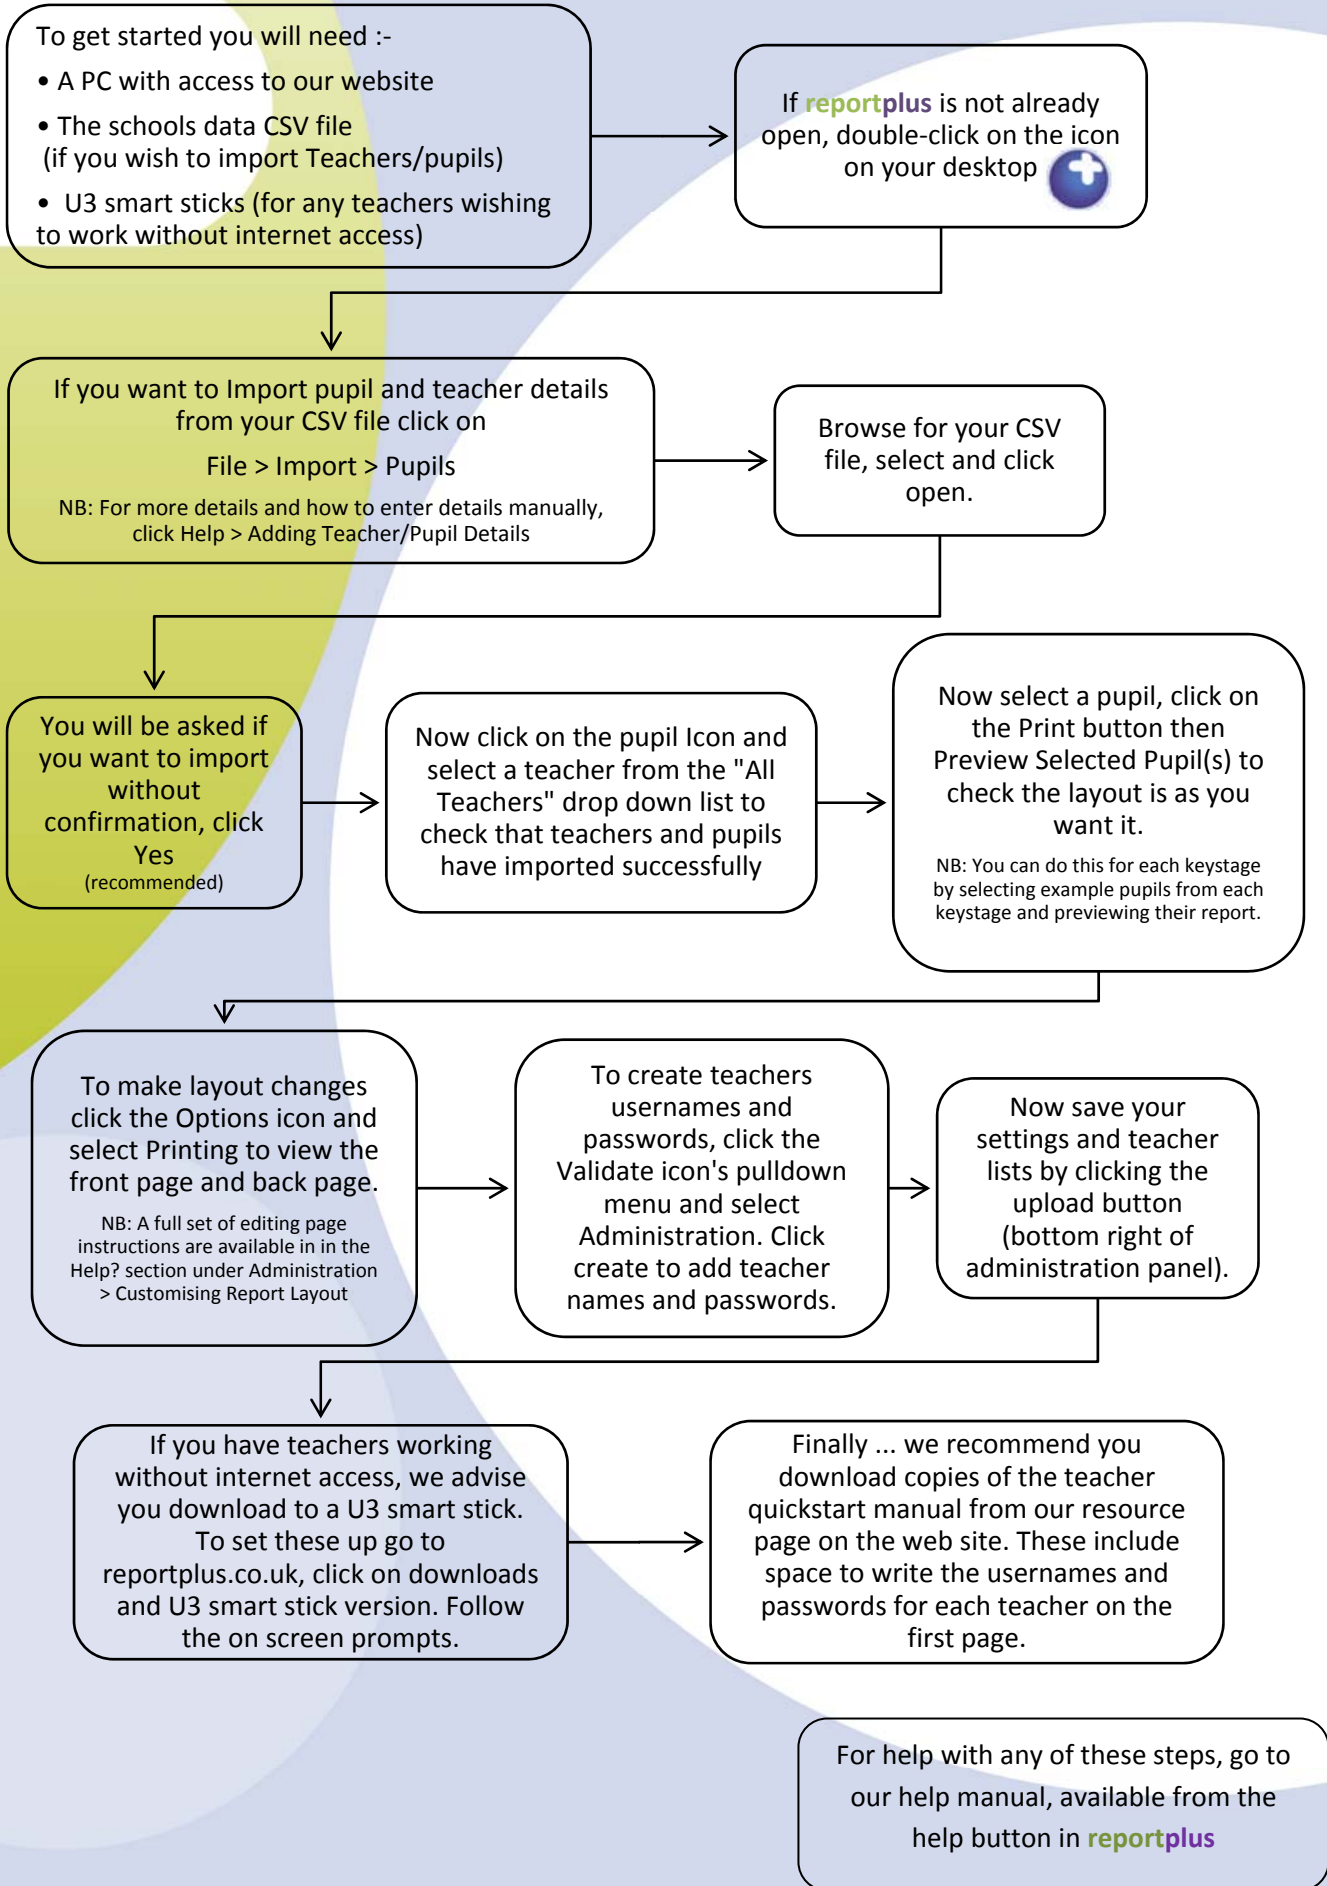 To get started you will need :-
• A PC with access to our website
• The schools data CSV file
(if you wish to import Teachers/pupils)
• U3 smart sticks (for any teachers wishing
to work without internet access)
If reportplus is not already
open, double-click on the icon
on your desktop
If you want to Import pupil and teacher details
from your CSV file click on
File > Import > Pupils
NB: For more details and how to enter details manually,
click Help > Adding Teacher/Pupil Details
Browse for your CSV
file, select and click
open.
You will be asked if
you want to import
without
confirmation, click
Yes
(recommended)
Now click on the pupil Icon and
select a teacher from the "All
Teachers" drop down list to
check that teachers and pupils
have imported successfully
Now select a pupil, click on
the Print button then
Preview Selected Pupil(s) to
check the layout is as you
want it.
NB: You can do this for each keystage
by selecting example pupils from each
keystage and previewing their report.
To make layout changes
click the Options icon and
select Printing to view the
front page and back page.
NB: A full set of editing page
instructions are available in in the
Help? section under Administration
> Customising Report Layout
To create teachers
usernames and
passwords, click the
Validate icon's pulldown
menu and select
Administration. Click
create to add teacher
names and passwords.
Now save your
settings and teacher
lists by clicking the
upload button
(bottom right of
administration panel).
If you have teachers working
without internet access, we advise
you download to a U3 smart stick.
To set these up go to
reportplus.co.uk, click on downloads
and U3 smart stick version. Follow
the on screen prompts.
Finally ... we recommend you
download copies of the teacher
quickstart manual from our resource
page on the web site. These include
space to write the usernames and
passwords for each teacher on the
first page.
For help with any of these steps, go to
our help manual, available from the
help button in reportplus